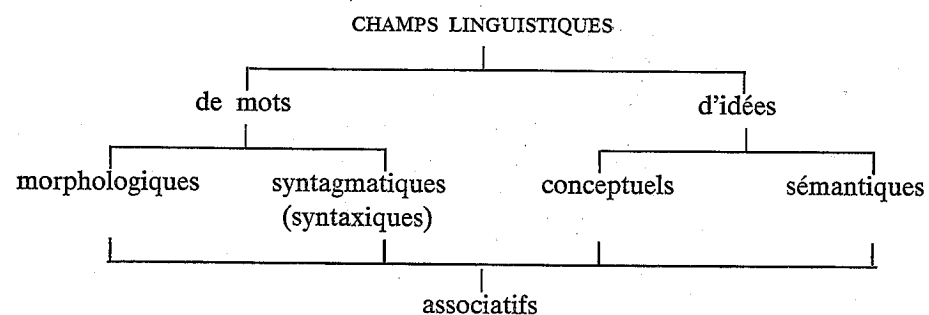 CHAMPS LINGUISTIQUES
de mots d'idées
morphologiques syntagmatiques conceptuels sémantiques
(syntaxiques)
associatifs